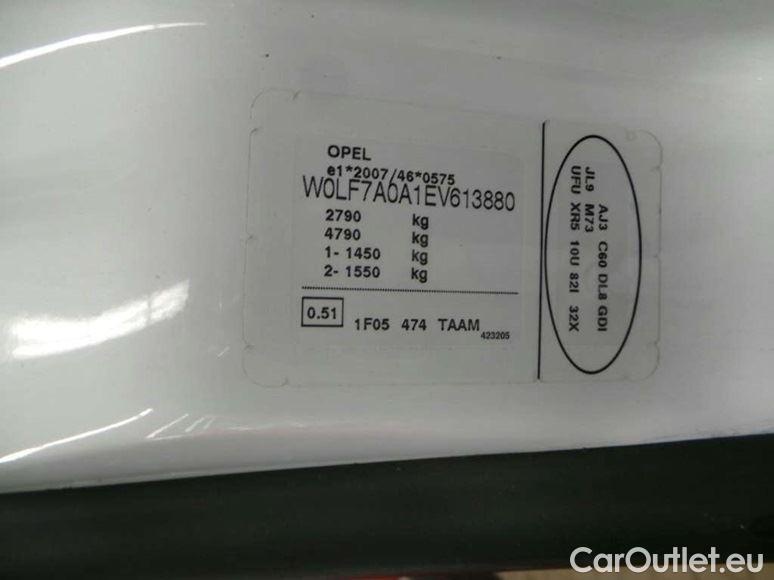 OPEL
e1*2007/46*0575
W0LF7A0A1EV613880
2790 kg
4790 kg
1- 1450 kg
2- 1550 kg
0.51 1F05 474 TAAM
423205
AJ3 C60 DL8 GDI
JL9 M73
UFU XR5 10U 82I 32X
CarOutlet.eu